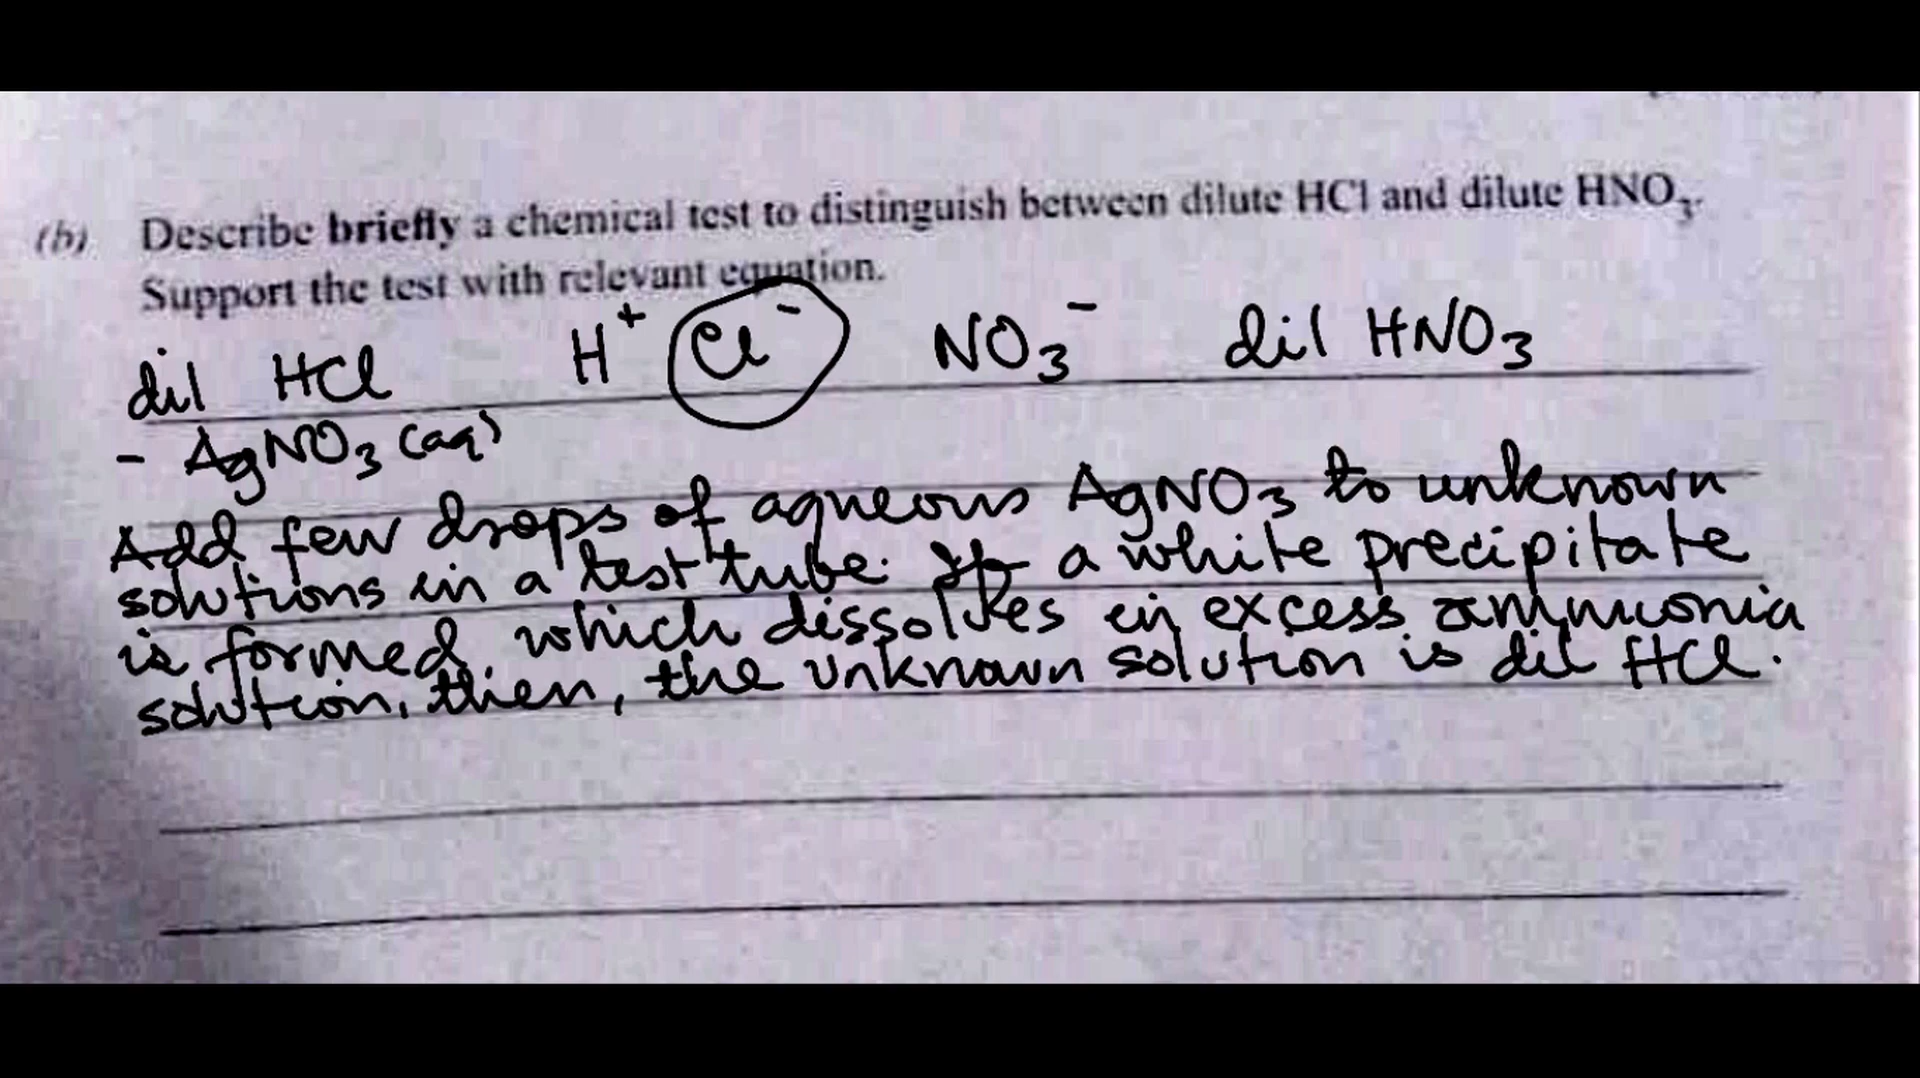 (b) Describe briefly a chemical test to distinguish between dilute HCl and dilute HNO₃.
Support the test with relevant equation.
dil HCl H⁺ Cl⁻ NO₃⁻ dil HNO₃
- AgNO₃ (aq)
Add few drops of aqueous AgNO₃ to unknown
solutions in a test tube. If a white precipitate
is formed, which dissolves in excess ammonia
solution, then, the unknown solution is dil HCl.